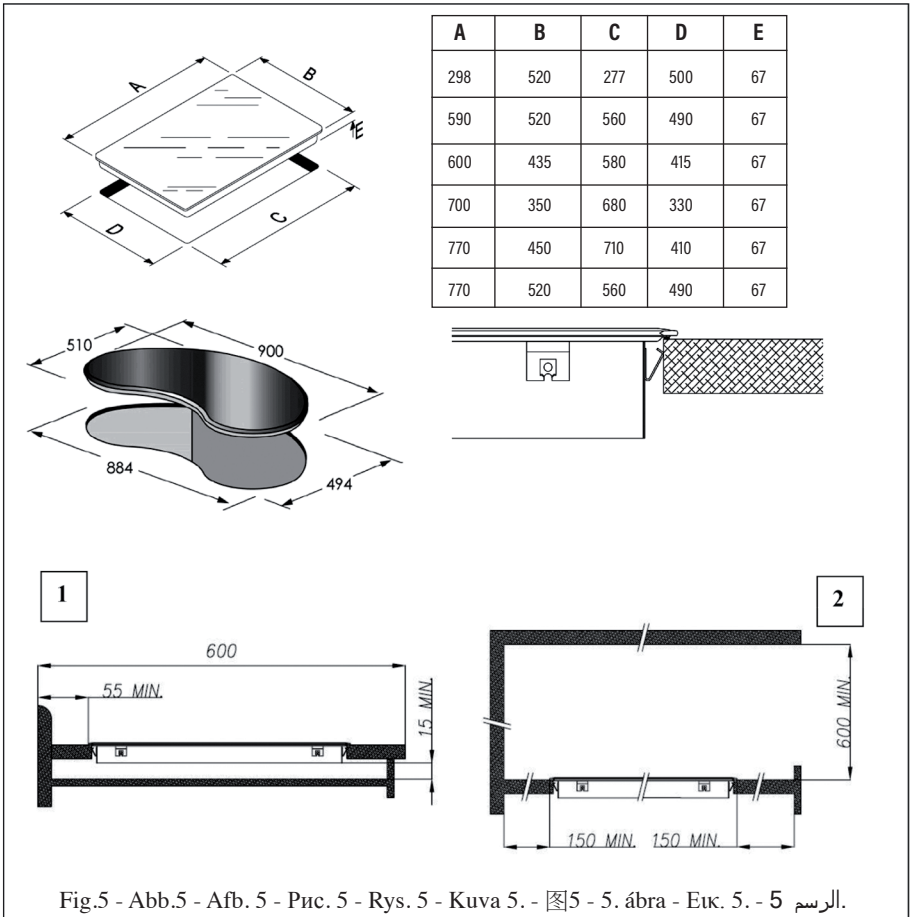 A B C D E
298 520 277 500 67
590 520 560 490 67
600 435 580 415 67
700 350 680 330 67
770 450 710 410 67
770 520 560 490 67
A
B
E
D
C
510
900
884
494
1
600
55 MIN.
15 MIN.
2
600 MIN.
150 MIN. 150 MIN.
Fig.5 - Abb.5 - Afb. 5 - Рис. 5 - Rys. 5 - Kuva 5. - 图5 - 5. ábra - Εικ. 5. - 5 الرسم.